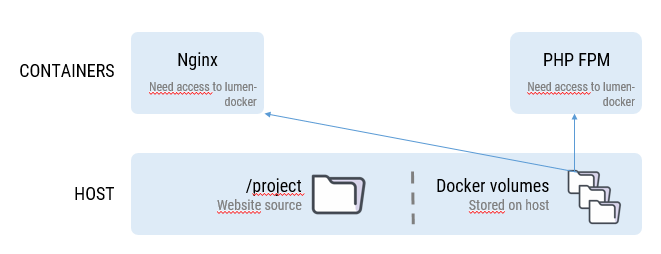 Nginx
Need access to lumen-
docker
PHP FPM
Need access to lumen-
docker
CONTAINERS
HOST
/project
Website source
Docker volumes
Stored on host